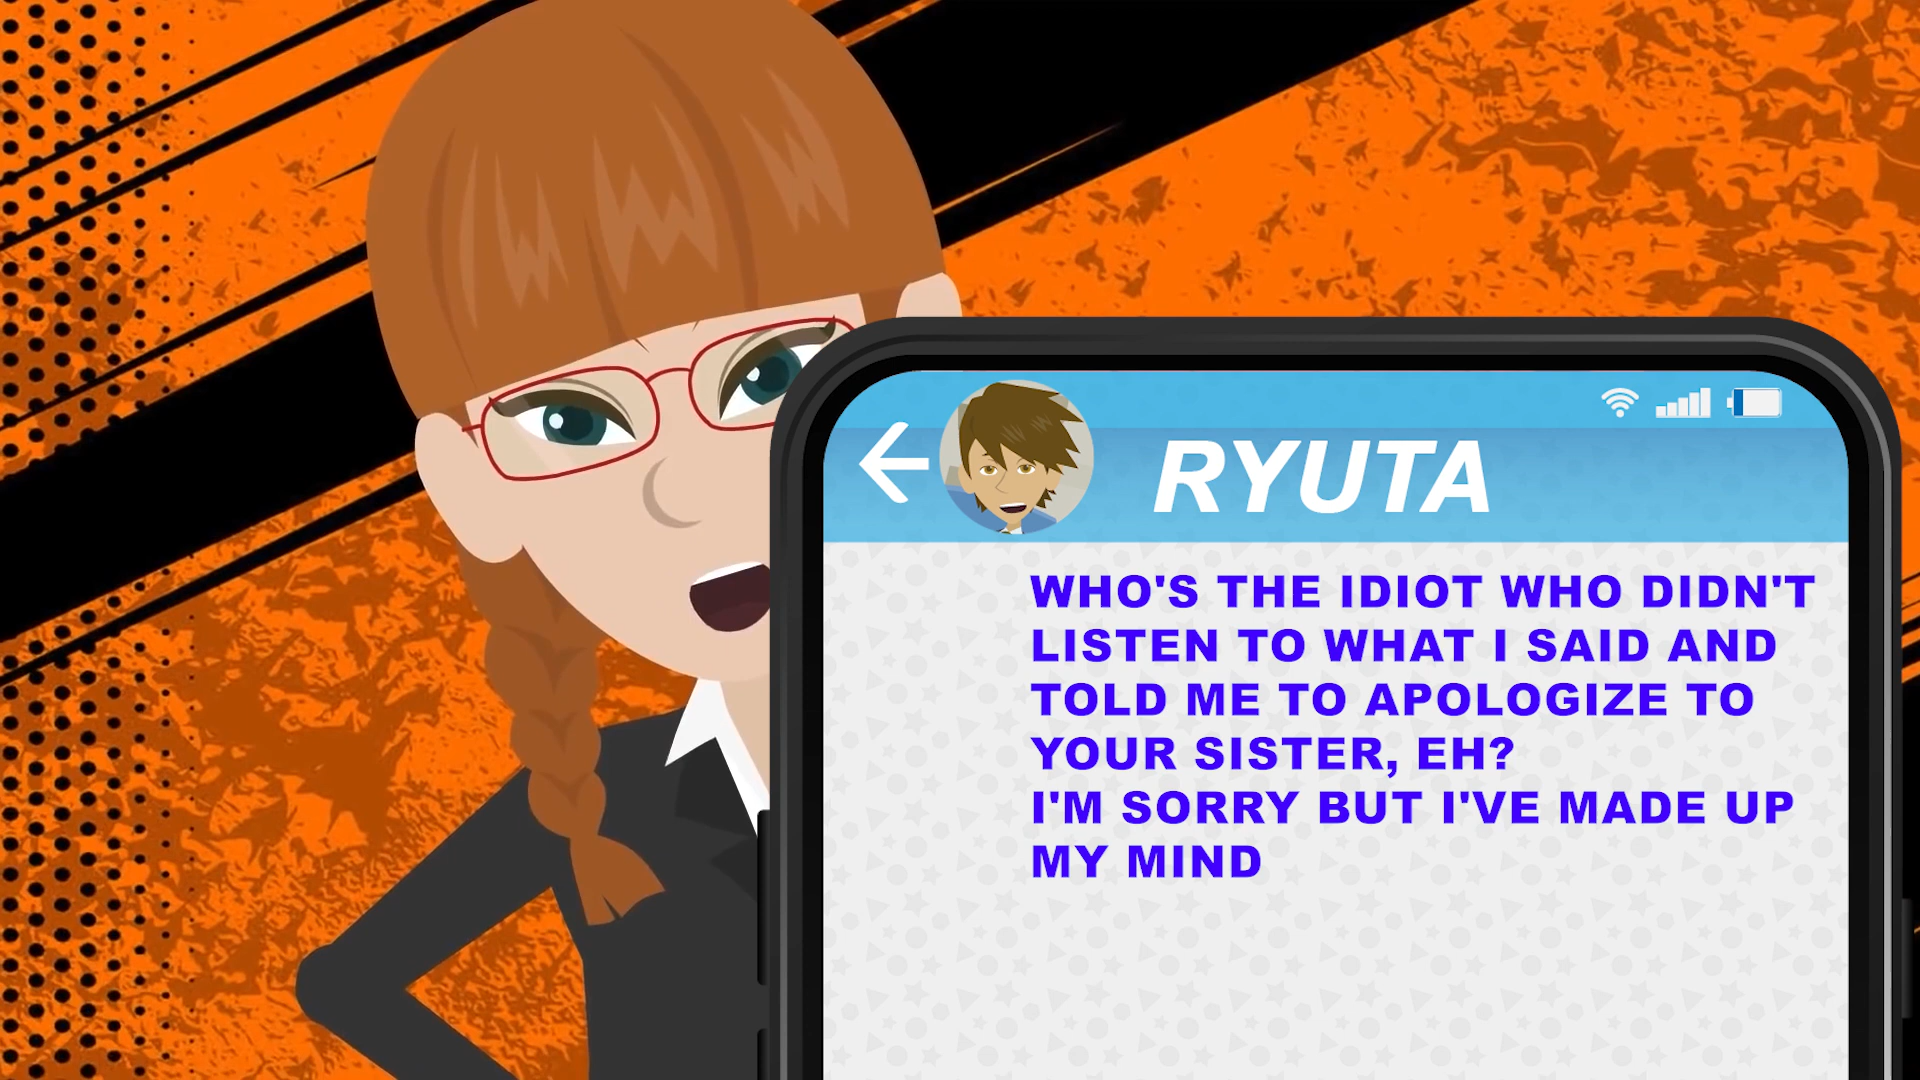 RYUTA
WHO'S THE IDIOT WHO DIDN'T
LISTEN TO WHAT I SAID AND
TOLD ME TO APOLOGIZE TO
YOUR SISTER, EH?
I'M SORRY BUT I'VE MADE UP
MY MIND